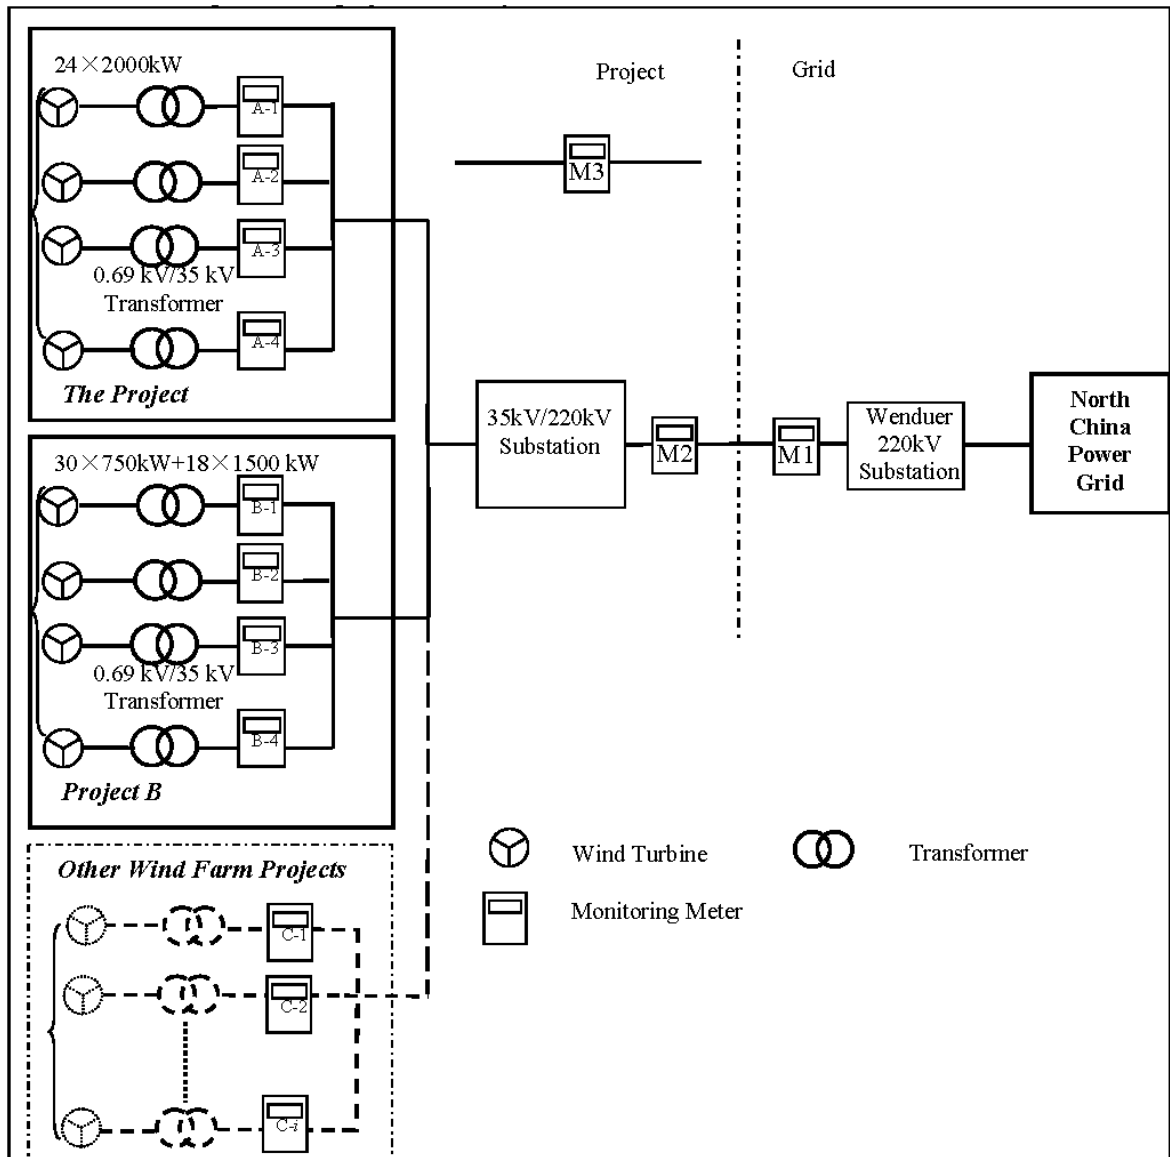 24×2000kW
A-1
A-2
A-3
0.69 kV/35 kV
Transformer
A-4
The Project
Project
Grid
M3
35kV/220kV
Substation
M2
M1
Wenduer
220kV
Substation
North
China
Power
Grid
30×750kW+18×1500 kW
B-1
B-2
B-3
0.69 kV/35 kV
Transformer
B-4
Project B
Other Wind Farm Projects
C-1
C-2
C-i
Wind Turbine
Transformer
Monitoring Meter